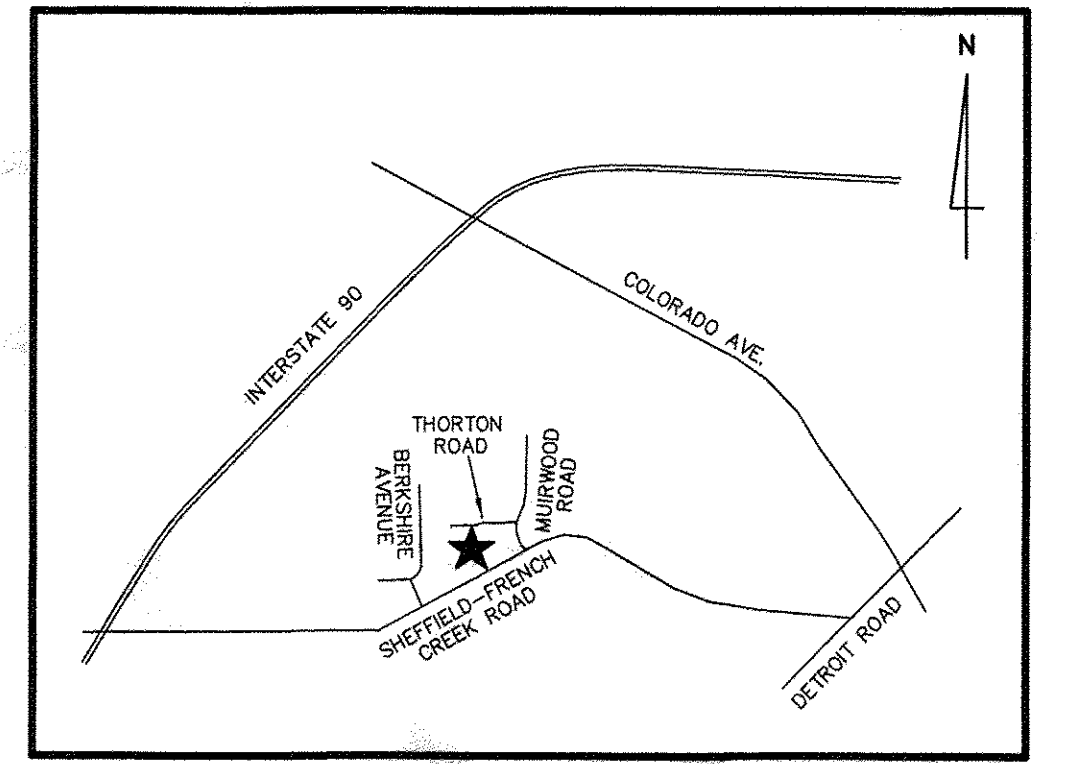 N
INTERSTATE 90
COLORADO AVE.
THORTON
ROAD
BERKSHIRE
AVENUE
MUIRWOOD
ROAD
SHEFFIELD-FRENCH
CREEK ROAD
DETROIT ROAD